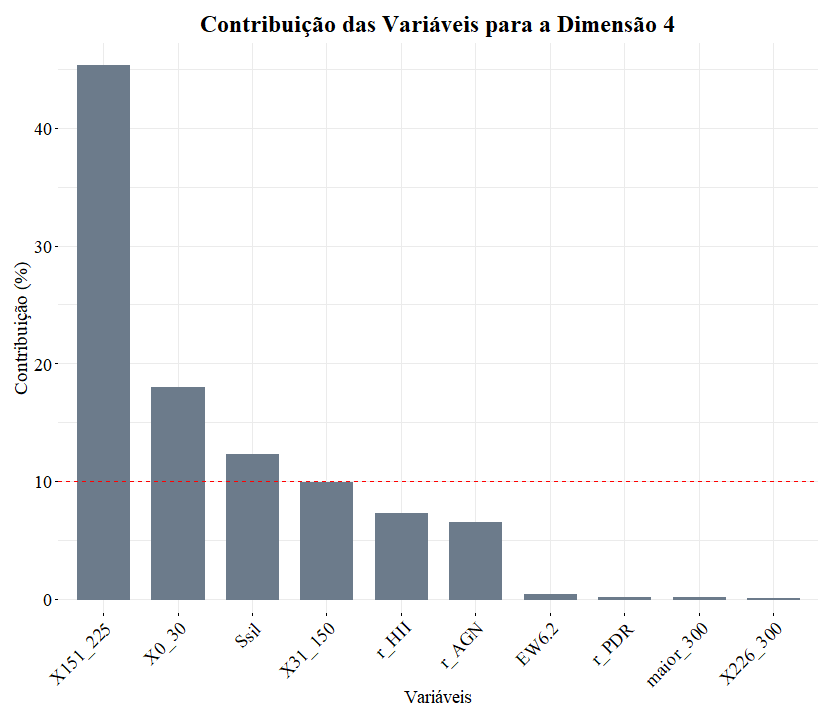 Contribuição das Variáveis para a Dimensão 4
Contribuição (%)
40
30
20
10
0
X151_225
X0_30
Ssil
X31_150
r_HII
r_AGN
EW6.2
r_PDR
maior_300
X226_300
Variáveis